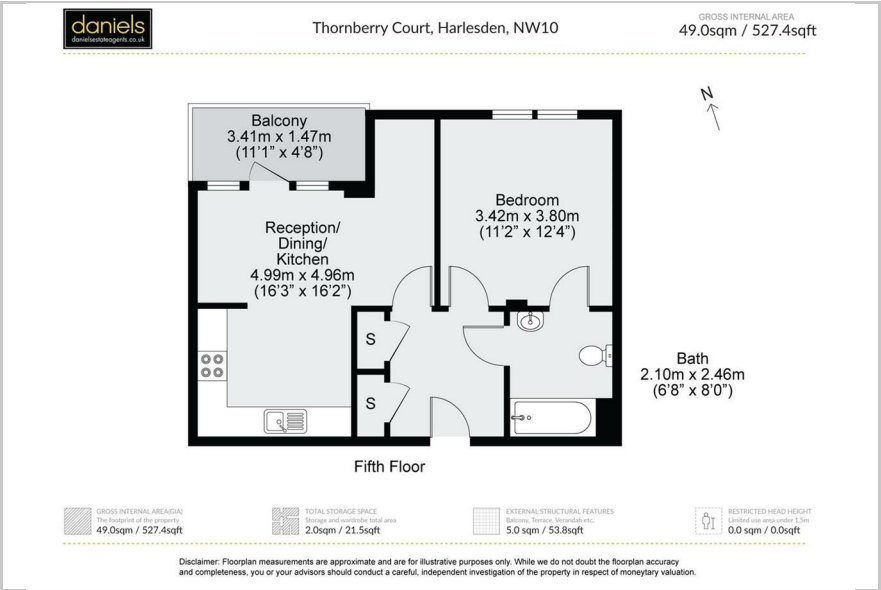 daniels
danielsestateagents.co.uk
Thornberry Court, Harlesden, NW10
GROSS INTERNAL AREA
49.0sqm / 527.4sqft
N
Balcony
3.41m x 1.47m
(11'1" x 4'8")
Bedroom
3.42m x 3.80m
(11'2" x 12'4")
Reception/
Dining/
Kitchen
4.99m x 4.96m
(16'3" x 16'2")
S
S
Bath
2.10m x 2.46m
(6'8" x 8'0")
Fifth Floor
GROSS INTERNAL AREA(GIA)
The footprint of the property
49.0sqm / 527.4sqft
TOTAL STORAGE SPACE
Storage and wardrobe total area
2.0sqm / 21.5sqft
EXTERNAL STRUCTURAL FEATURES
Balcony, Terrace, Verandah etc.
5.0 sqm / 53.8sqft
RESTRICTED HEAD HEIGHT
Limited use area under 1.5m
0.0 sqm / 0.0sqft
Disclaimer: Floorplan measurements are approximate and are for illustrative purposes only. While we do not doubt the floorplan accuracy
and completeness, you or your advisors should conduct a careful, independent investigation of the property in respect of moneytary valuation.